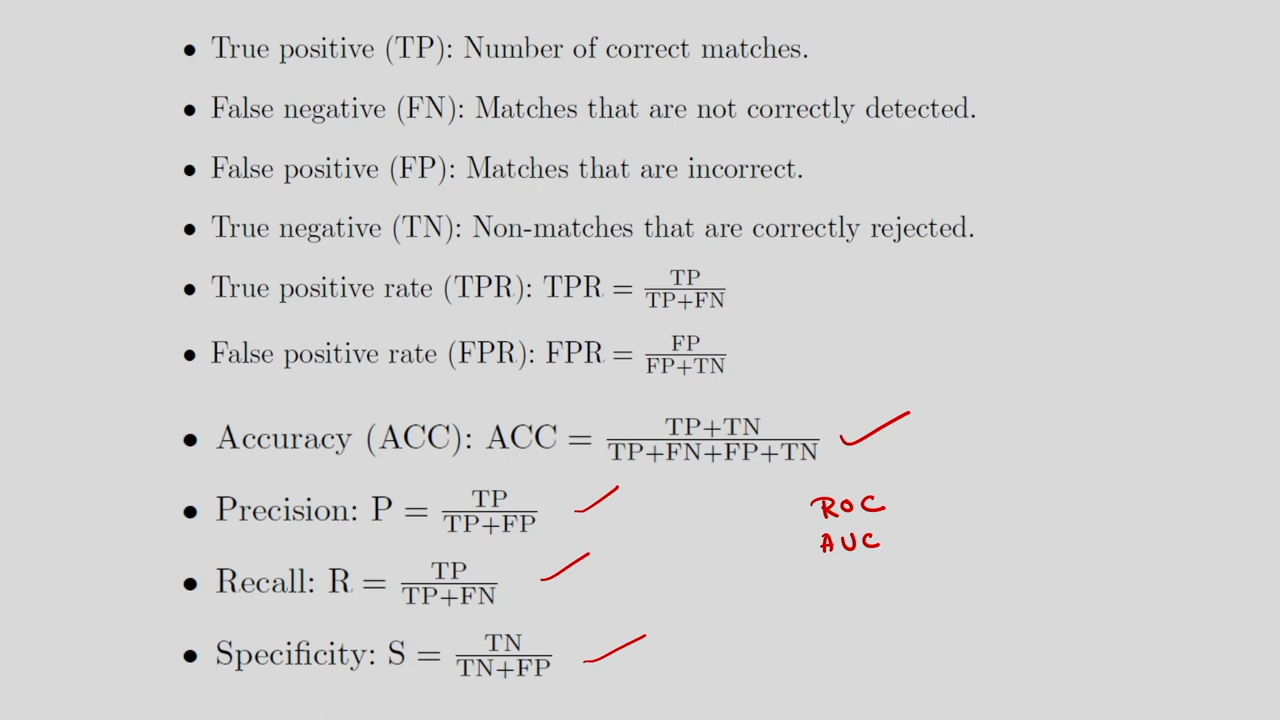 • True positive (TP): Number of correct matches.
• False negative (FN): Matches that are not correctly detected.
• False positive (FP): Matches that are incorrect.
• True negative (TN): Non-matches that are correctly rejected.
• True positive rate (TPR): TPR = TP/TP+FN
• False positive rate (FPR): FPR = FP/FP+TN
• Accuracy (ACC): ACC = TP+TN/TP+FN+FP+TN
• Precision: P = TP/TP+FP
ROC
AUC
• Recall: R = TP/TP+FN
• Specificity: S = TN/TN+FP